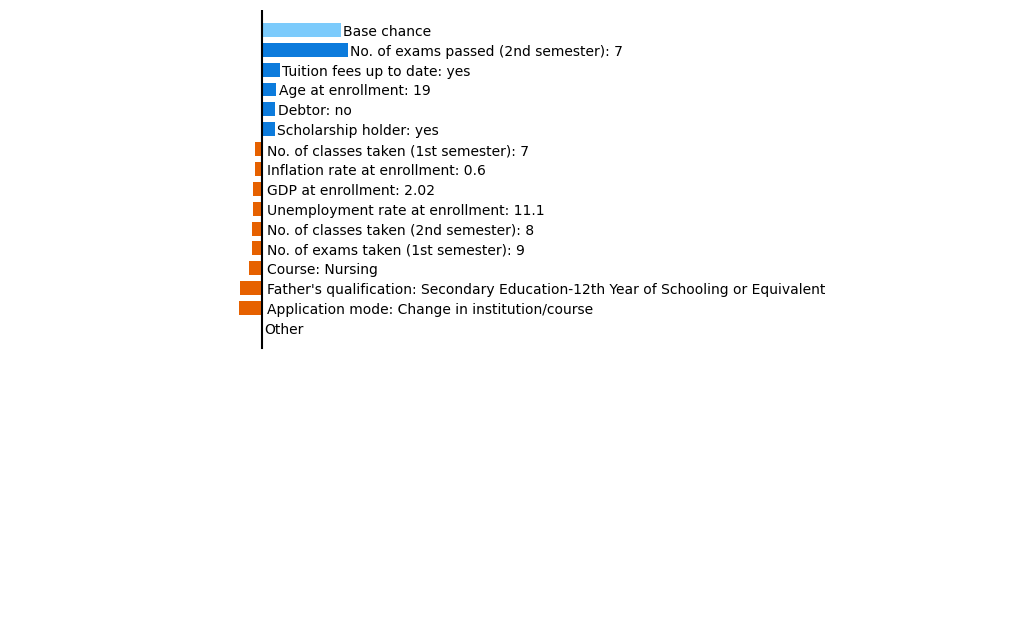 Base chance
No. of exams passed (2nd semester): 7
Tuition fees up to date: yes
Age at enrollment: 19
Debtor: no
Scholarship holder: yes
No. of classes taken (1st semester): 7
Inflation rate at enrollment: 0.6
GDP at enrollment: 2.02
Unemployment rate at enrollment: 11.1
No. of classes taken (2nd semester): 8
No. of exams taken (1st semester): 9
Course: Nursing
Father's qualification: Secondary Education-12th Year of Schooling or Equivalent
Application mode: Change in institution/course
Other